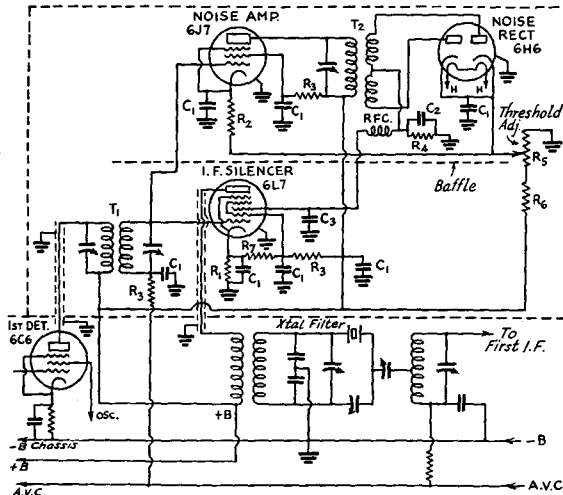 NOISE AMP.
6J7
T2
NOISE
RECT
6H6
H H
C1
R2
C1
R3
RFC.
C2
R4
C1
Threshold
Adj.
R5
Baffle
R6
I.F. SILENCER
6L7
T1
C3
R7
R1
C1
C1
R3
C1
C1
R3
1ST DET.
6C6
Xtal Filter
To
First I.F.
OSC.
+B
-B Chassis
-B
+B
A.V.C.
A.V.C.